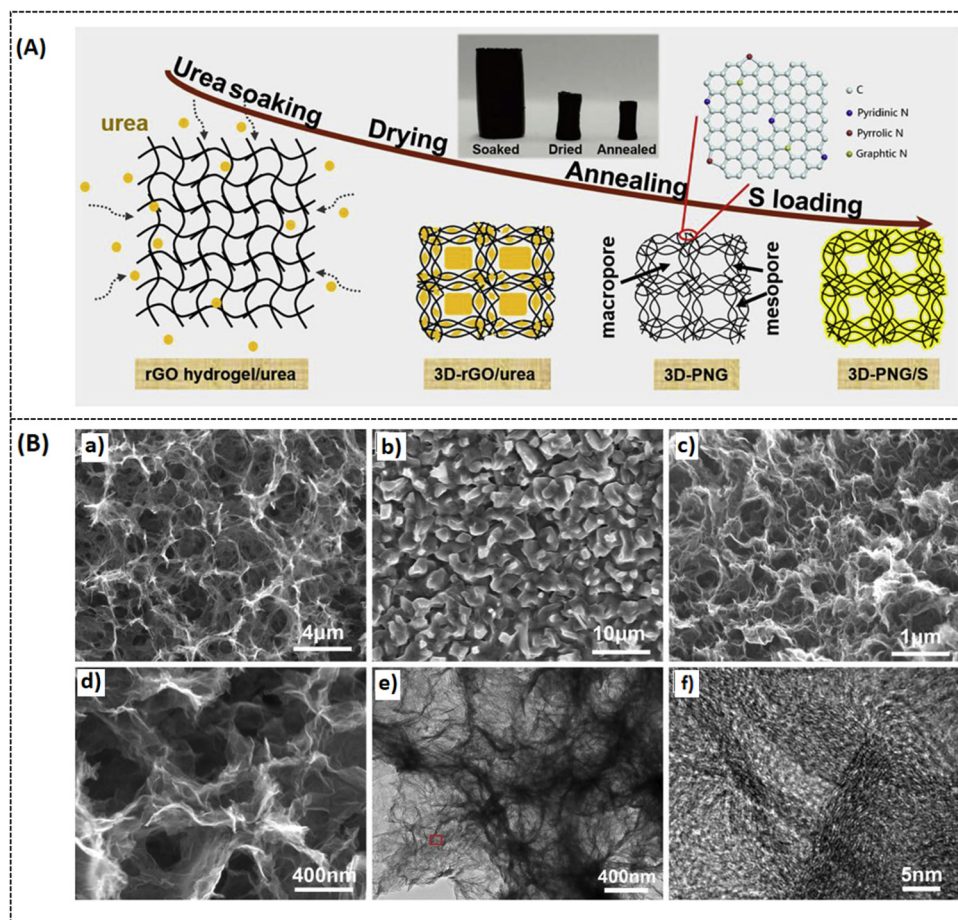 (A)
Urea soaking
urea
Drying
Soaked
Dried
Annealed
C
Pyridinic N
Pyrrolic N
Graphtic N
Annealing
S loading
macropore
mesopore
rGO hydrogel/urea
3D-rGO/urea
3D-PNG
3D-PNG/S
(B)
a)
4μm
b)
10μm
c)
1μm
d)
400nm
e)
400nm
f)
5nm